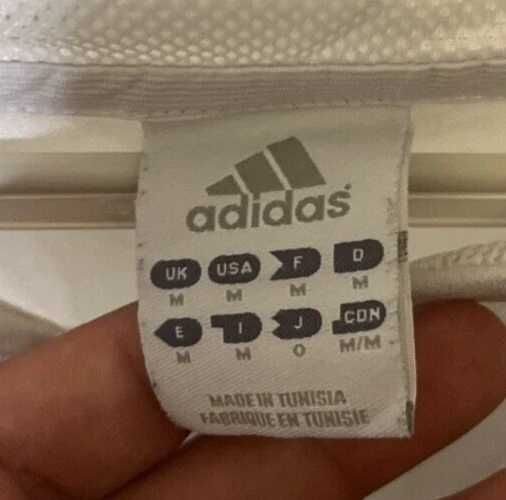 adidas
UK USA F D
M M M M
E I J CDN
M M O M/M
MADE IN TUNISIA
FABRIQUE EN TUNISIE